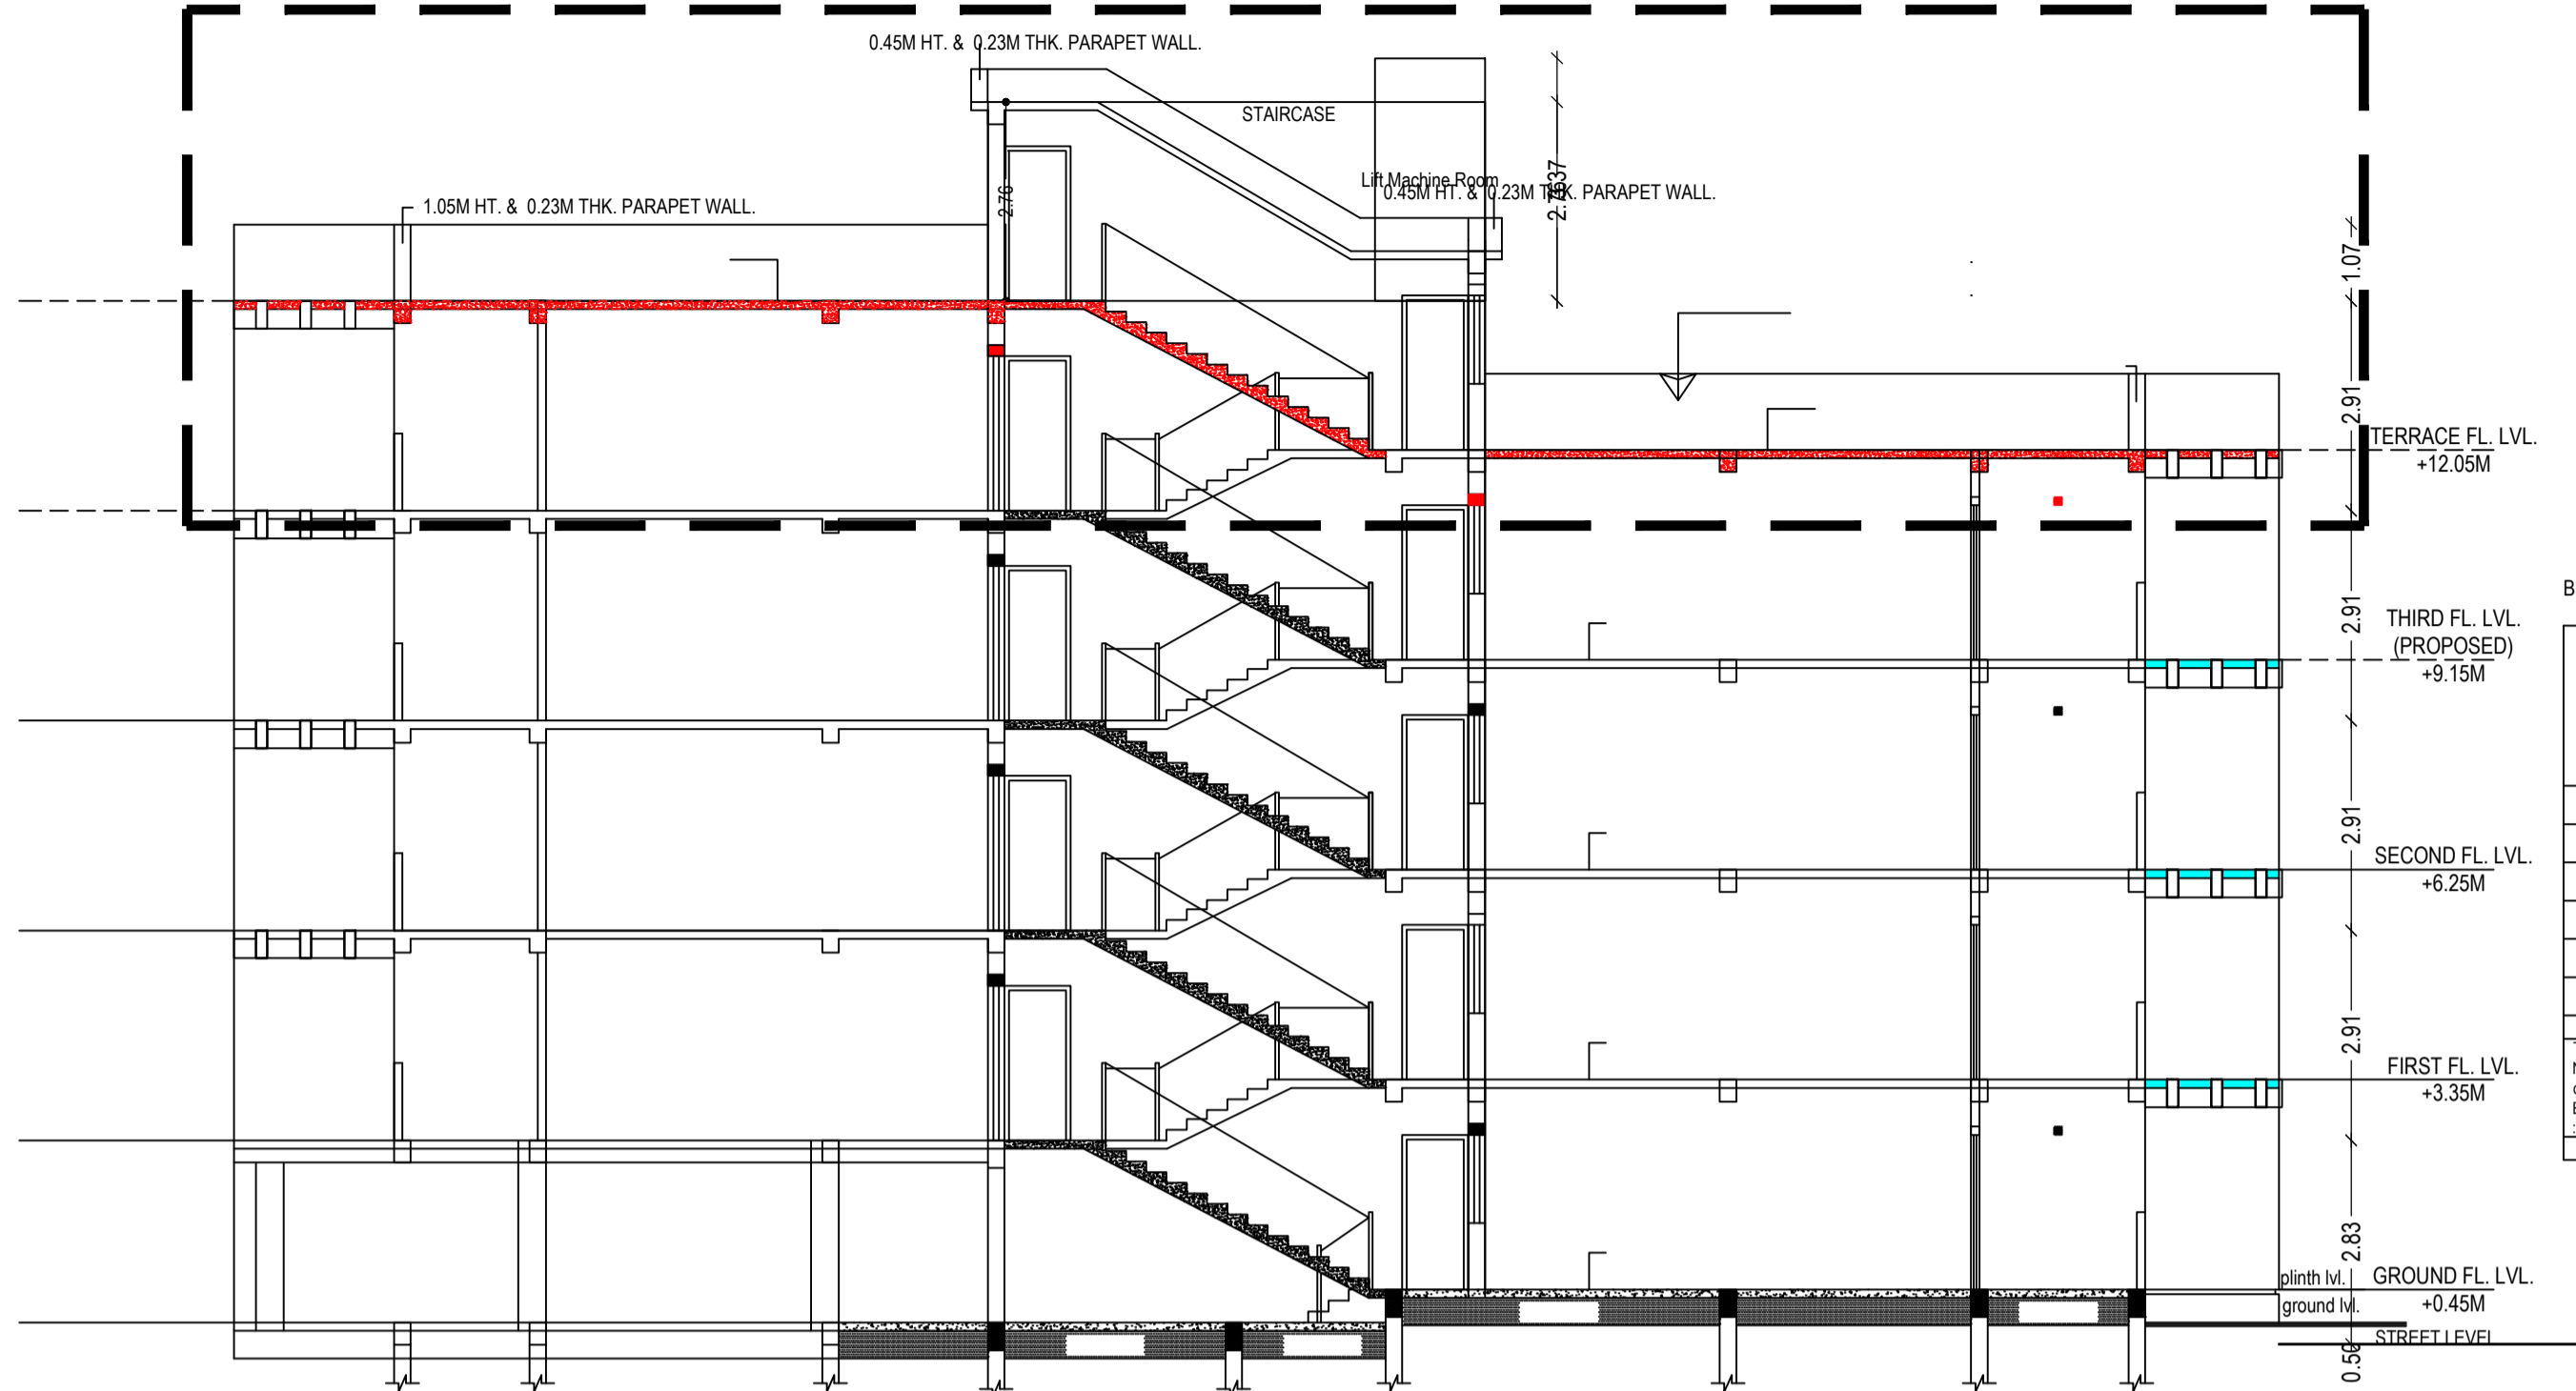 0.45M HT. & 0.23M THK. PARAPET WALL.
STAIRCASE
Lift Machine Room
0.45M HT. & 0.23M THK. PARAPET WALL.
2.76
1.05M HT. & 0.23M THK. PARAPET WALL.
1.07
2.91
TERRACE FL. LVL.
+12.05M
B
2.91
THIRD FL. LVL.
(PROPOSED)
+9.15M
2.91
SECOND FL. LVL.
+6.25M
2.91
FIRST FL. LVL.
+3.35M
2.83
plinth lvl.
GROUND FL. LVL.
ground lvl.
+0.45M
STREET LEVEL
0.50